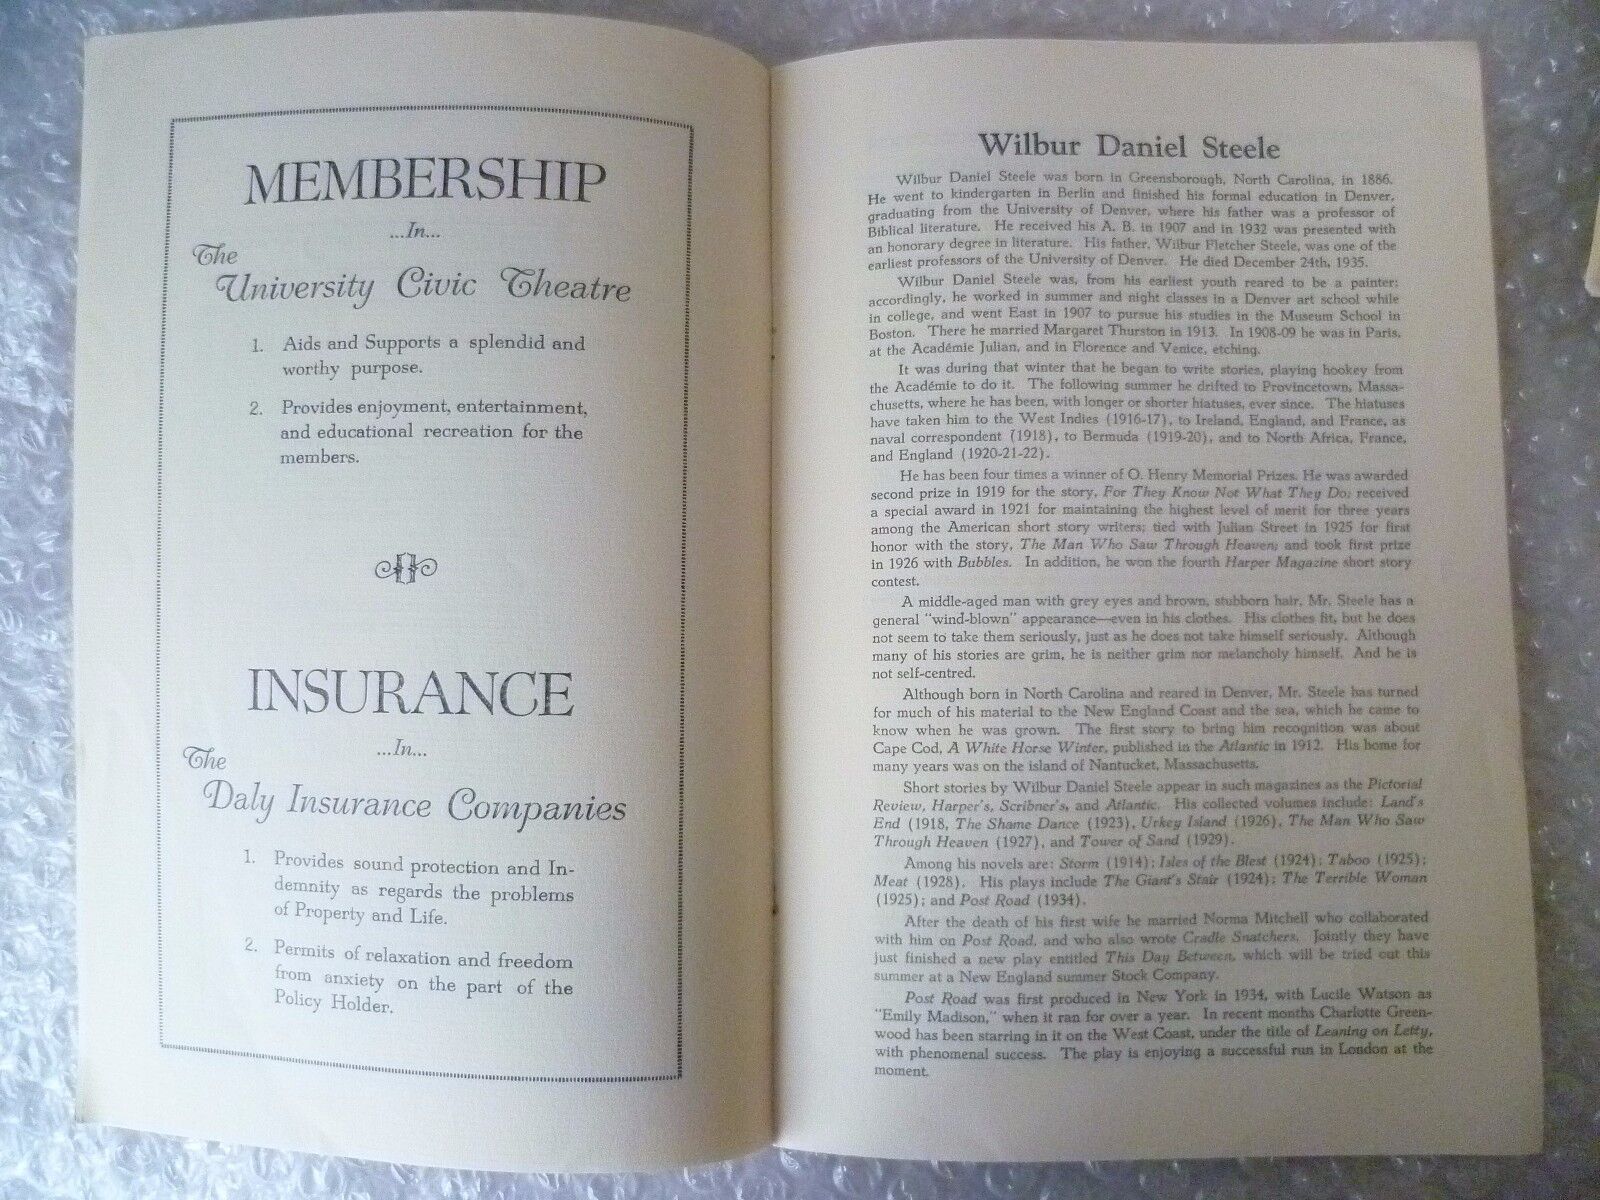 MEMBERSHIP
...In...
The
University Civic Theatre
1. Aids and Supports a splendid and
worthy purpose.
2. Provides enjoyment, entertainment,
and educational recreation for the
members.
INSURANCE
...In...
The
Daly Insurance Companies
1. Provides sound protection and In-
demnity as regards the problems
of Property and Life.
2. Permits of relaxation and freedom
from anxiety on the part of the
Policy Holder.
Wilbur Daniel Steele
Wilbur Daniel Steele was born in Greensborough, North Carolina, in 1886.
He went to kindergarten in Berlin and finished his formal education in Denver,
graduating from the University of Denver, where his father was a professor of
Biblical literature. He received his A. B. in 1907 and in 1932 was presented with
an honorary degree in literature. His father, Wilbur Fletcher Steele, was one of the
earliest professors of the University of Denver. He died December 24th, 1935.
Wilbur Daniel Steele was, from his earliest youth reared to be a painter;
accordingly, he worked in summer and night classes in a Denver art school while
in college, and went East in 1907 to pursue his studies in the Museum School in
Boston. There he married Margaret Thurston in 1913. In 1908-09 he was in Paris,
at the Académie Julian, and in Florence and Venice, etching.
It was during that winter that he began to write stories, playing hookey from
the Académie to do it. The following summer he drifted to Provincetown, Massa-
chusetts, where he has been, with longer or shorter hiatuses, ever since. The hiatuses
have taken him to the West Indies (1916-17), to Ireland, England, and France, as
naval correspondent (1918), to Bermuda (1919-20), and to North Africa, France,
and England (1920-21-22).
He has been four times a winner of O. Henry Memorial Prizes. He was awarded
second prize in 1919 for the story, For They Know Not What They Do; received
a special award in 1921 for maintaining the highest level of merit for three years
among the American short story writers; tied with Julian Street in 1925 for first
honor with the story, The Man Who Saw Through Heaven; and took first prize
in 1926 with Bubbles. In addition, he won the fourth Harper Magazine short story
contest.
A middle-aged man with grey eyes and brown, stubborn hair, Mr. Steele has a
general "wind-blown" appearance—even in his clothes. His clothes fit, but he does
not seem to take them seriously, just as he does not take himself seriously. Although
many of his stories are grim, he is neither grim nor melancholy himself. And he is
not self-centred.
Although born in North Carolina and reared in Denver, Mr. Steele has turned
for much of his material to the New England Coast and the sea, which he came to
know when he was grown. The first story to bring him recognition was about
Cape Cod, A White Horse Winter, published in the Atlantic in 1912. His home for
many years was on the island of Nantucket, Massachusetts.
Short stories by Wilbur Daniel Steele appear in such magazines as the Pictorial
Review, Harper's, Scribner's, and Atlantic. His collected volumes include: Land's
End (1918, The Shame Dance (1923), Urkey Island (1926), The Man Who Saw
Through Heaven (1927), and Tower of Sand (1929).
Among his novels are: Storm (1914); Isles of the Blest (1924); Taboo (1925);
Meat (1928). His plays include The Giant's Stair (1924); The Terrible Woman
(1925); and Post Road (1934).
After the death of his first wife he married Norma Mitchell who collaborated
with him on Post Road, and who also wrote Cradle Snatchers. Jointly they have
just finished a new play entitled This Day Between, which will be tried out this
summer at a New England summer Stock Company.
Post Road was first produced in New York in 1934, with Lucile Watson as
"Emily Madison," when it ran for over a year. In recent months Charlotte Green-
wood has been starring in it on the West Coast, under the title of Leaning on Letty,
with phenomenal success. The play is enjoying a successful run in London at the
moment.